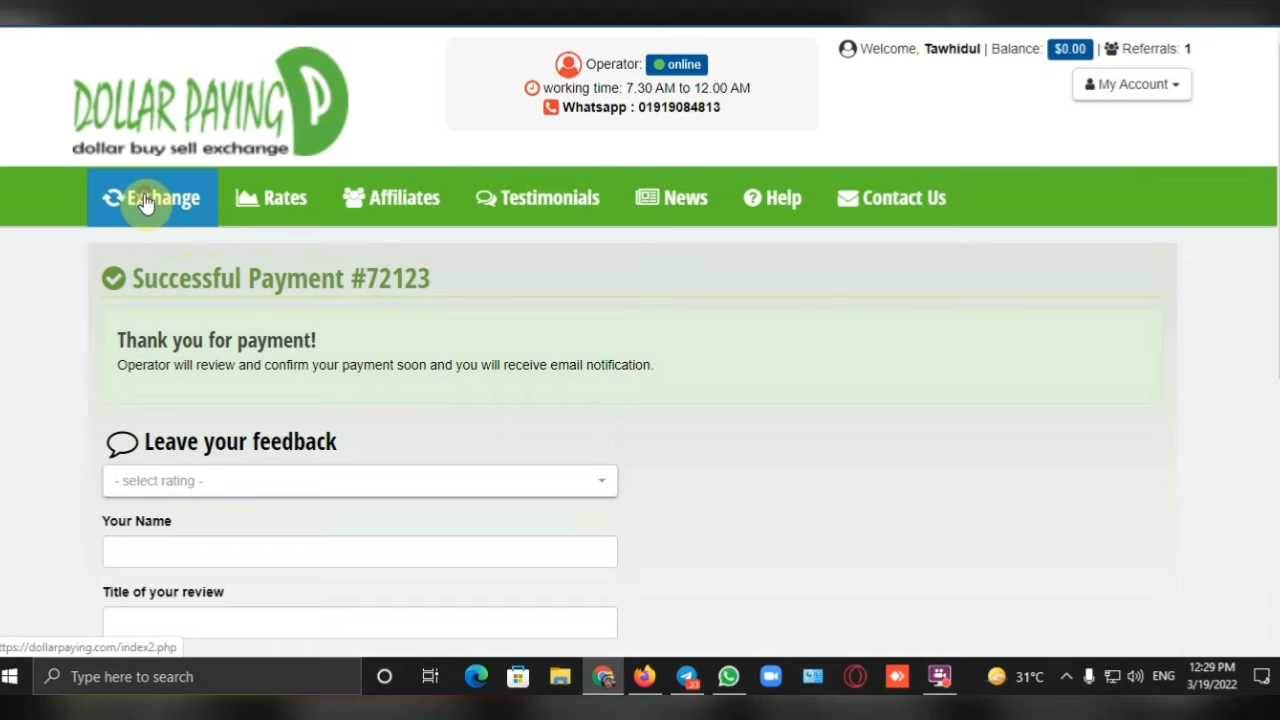 DOLLAR PAYING
dollar buy sell exchange
Operator: online
working time: 7.30 AM to 12.00 AM
Whatsapp : 01919084813
Welcome, Tawhidul | Balance: $0.00 | Referrals: 1
My Account
Exchange Rates Affiliates Testimonials News Help Contact Us
Successful Payment #72123
Thank you for payment!
Operator will review and confirm your payment soon and you will receive email notification.
Leave your feedback
- select rating -
Your Name
Title of your review
ttps://dollarpaying.com/index2.php
Type here to search
31°C ENG 12:29 PM
3/19/2022